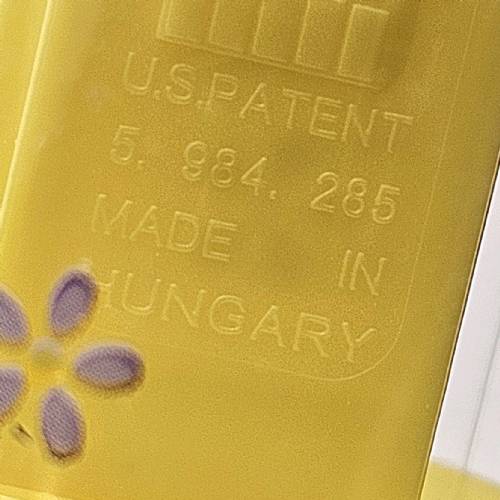 U.S.PATENT
5. 984. 285
MADE IN
HUNGARY